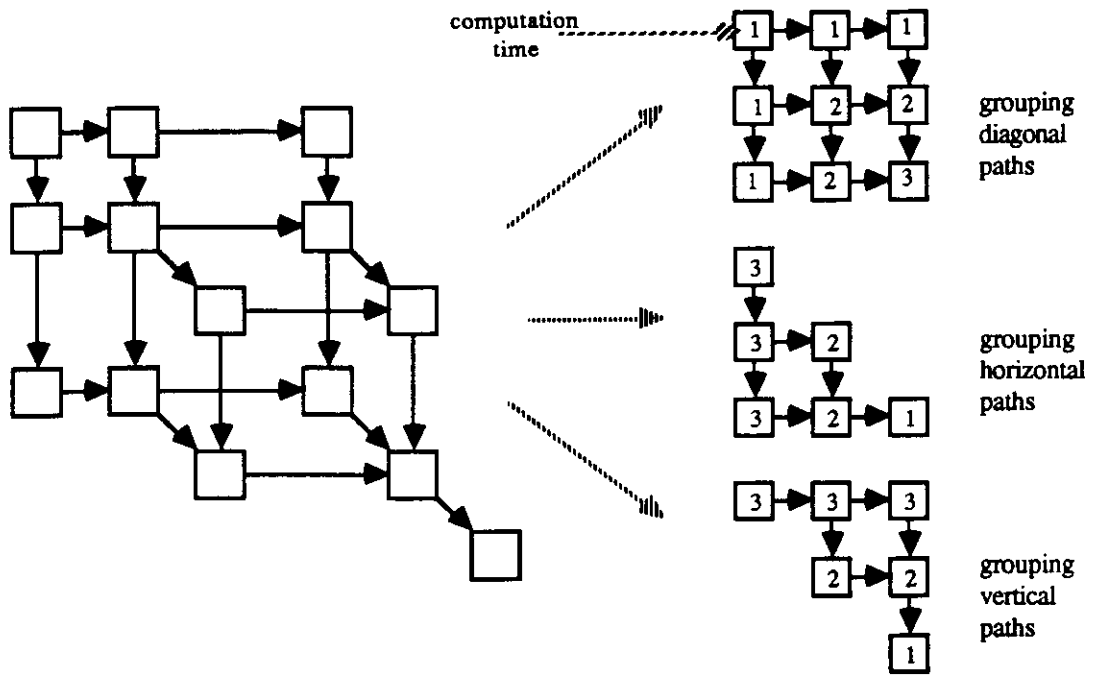 computation
time
1 1 1
1 2 2
1 2 3
grouping
diagonal
paths
3
3 2
3 2 1
grouping
horizontal
paths
3 3 3
2 2
1
grouping
vertical
paths